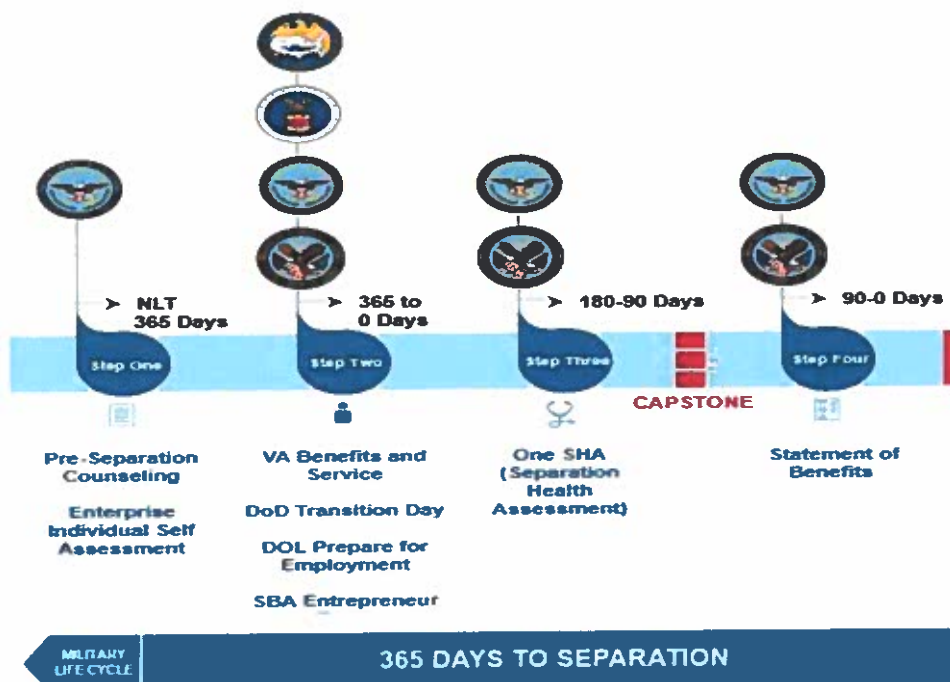 NLT
365 Days
365 to
0 Days
180-90 Days
90-0 Days
Step One
Step Two
Step Three
Step Four
CAPSTONE
Pre-Separation
Counseling
Enterprise
Individual Self
Assessment
VA Benefits and
Service
DoD Transition Day
DOL Prepare for
Employment
SBA Entrepreneur
One SHA
(Separation
Health
Assessment)
Statement of
Benefits
MILITARY
LIFE CYCLE
365 DAYS TO SEPARATION